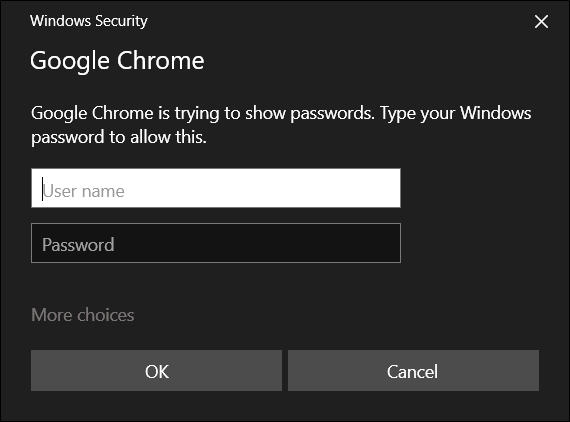 Windows Security
Google Chrome
Google Chrome is trying to show passwords. Type your Windows
password to allow this.
User name
Password
More choices
OK
Cancel